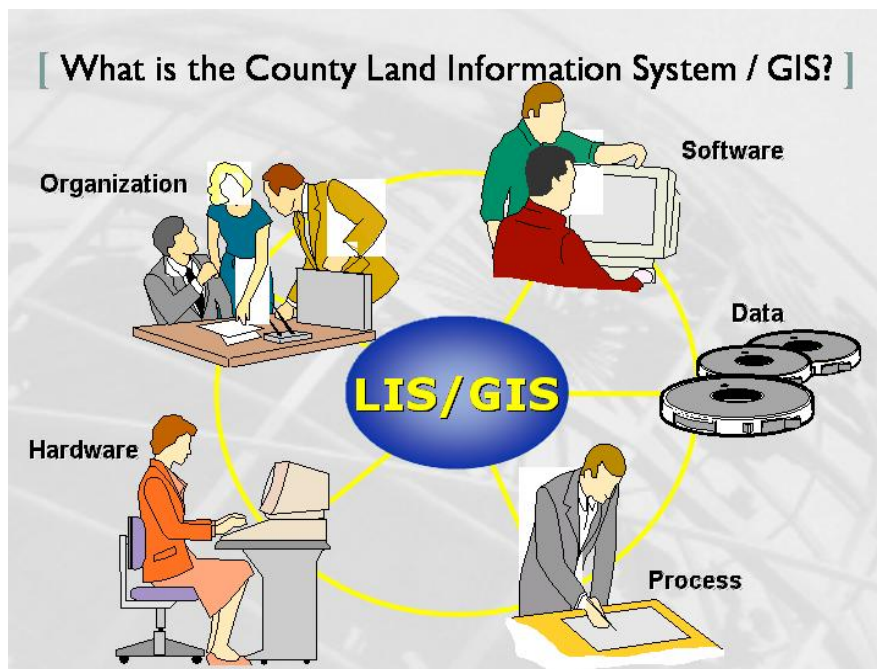 [ What is the County Land Information System / GIS? ]
Software
Organization
Data
LIS/GIS
Hardware
Process